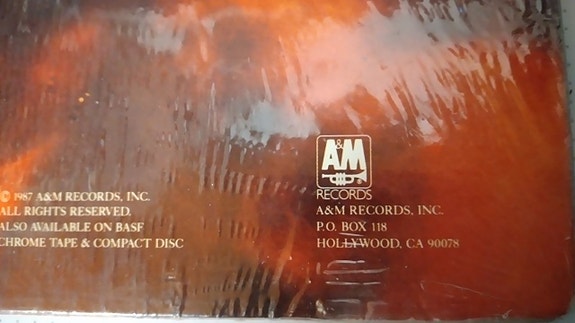 © 1987 A&M RECORDS, INC.
ALL RIGHTS RESERVED.
ALSO AVAILABLE ON BASF
CHROME TAPE & COMPACT DISC
A&M
RECORDS
A&M RECORDS, INC.
P.O. BOX 118
HOLLYWOOD, CA 90078